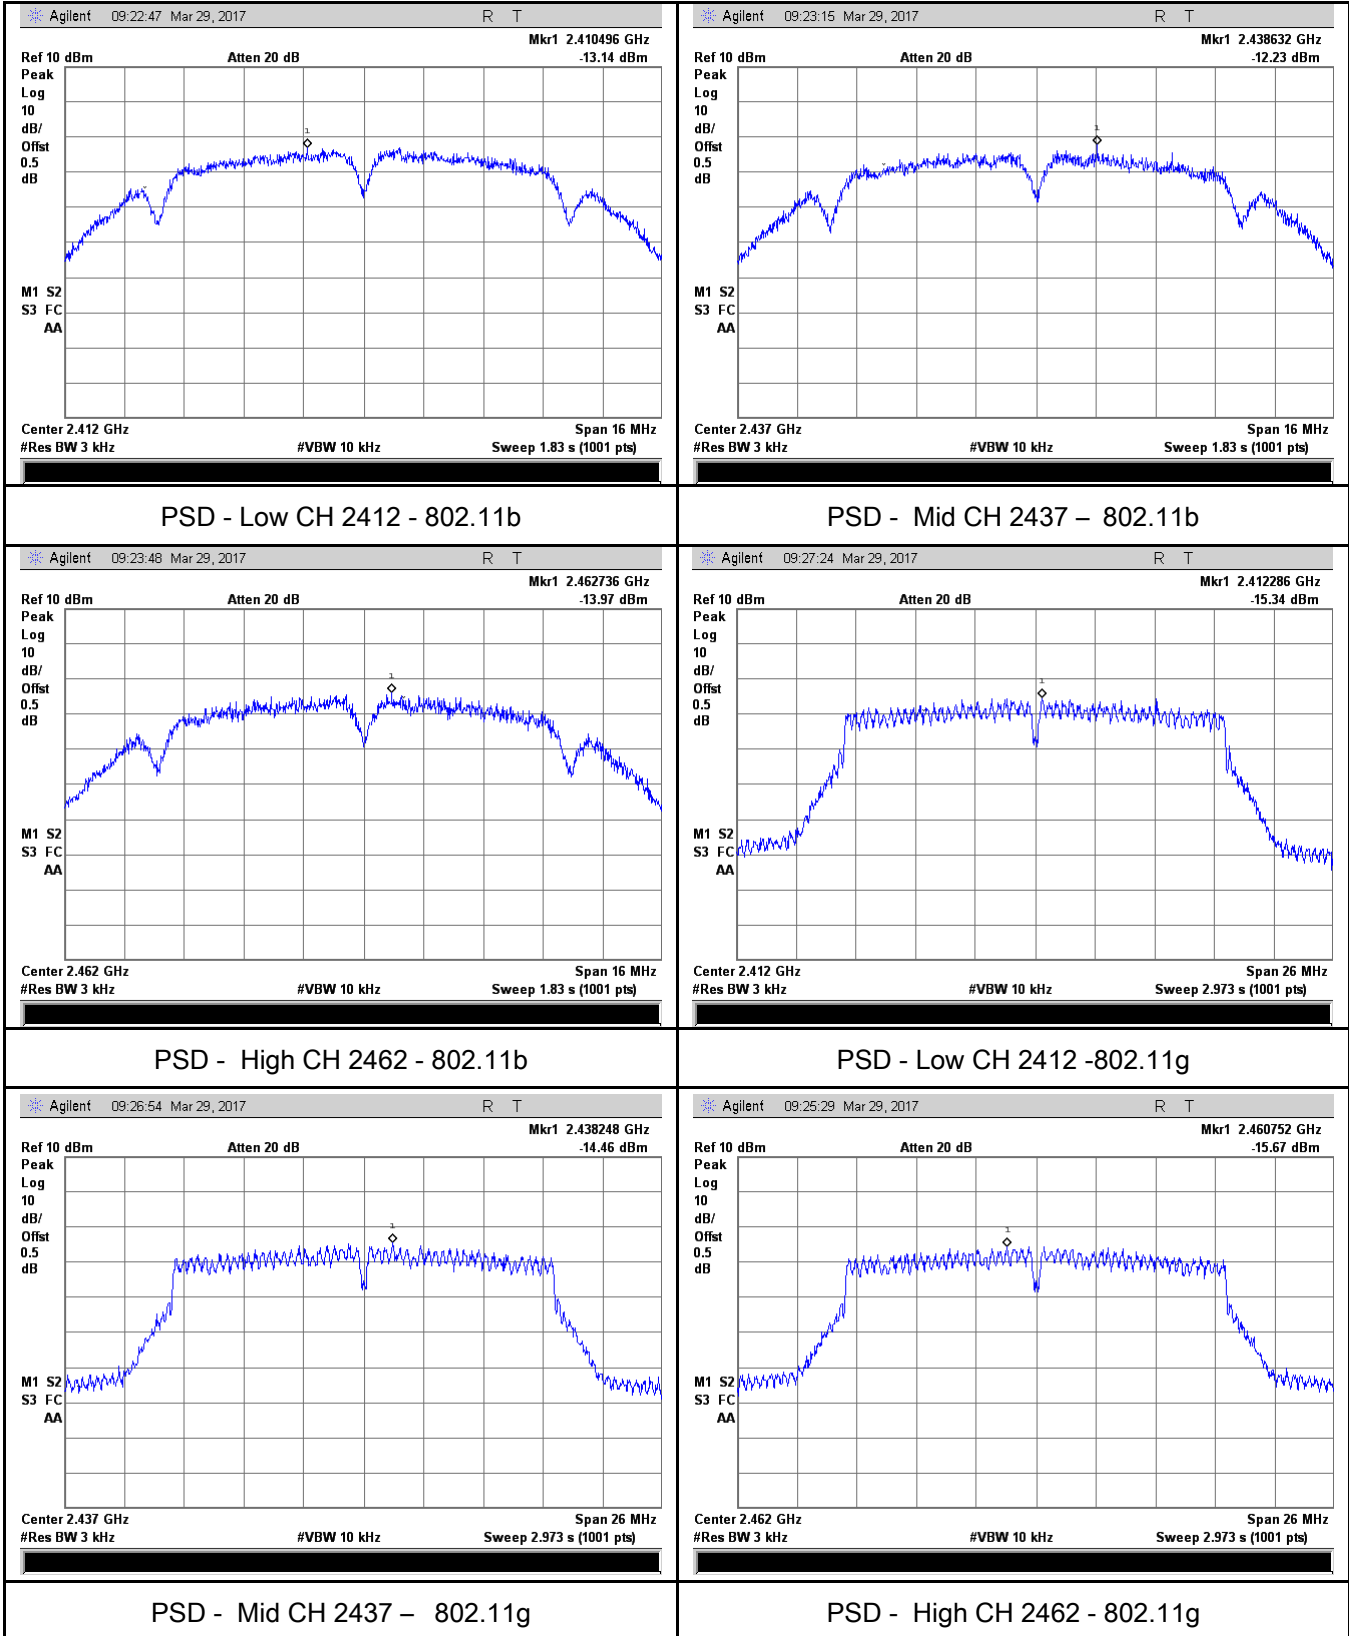 Agilent 09:22:47 Mar 29, 2017 R T
Mkr1 2.410496 GHz
Ref 10 dBm Atten 20 dB -13.14 dBm
Peak
Log
10
dB/
Offst
0.5
dB
1
M1 S2
S3 FC
AA
Center 2.412 GHz Span 16 MHz
#Res BW 3 kHz #VBW 10 kHz Sweep 1.83 s (1001 pts)
PSD - Low CH 2412 - 802.11b
Agilent 09:23:15 Mar 29, 2017 R T
Mkr1 2.438632 GHz
Ref 10 dBm Atten 20 dB -12.23 dBm
Peak
Log
10
dB/
Offst
0.5
dB
1
M1 S2
S3 FC
AA
Center 2.437 GHz Span 16 MHz
#Res BW 3 kHz #VBW 10 kHz Sweep 1.83 s (1001 pts)
PSD - Mid CH 2437 – 802.11b
Agilent 09:23:48 Mar 29, 2017 R T
Mkr1 2.462736 GHz
Ref 10 dBm Atten 20 dB -13.97 dBm
Peak
Log
10
dB/
Offst
0.5
dB
1
M1 S2
S3 FC
AA
Center 2.462 GHz Span 16 MHz
#Res BW 3 kHz #VBW 10 kHz Sweep 1.83 s (1001 pts)
PSD - High CH 2462 - 802.11b
Agilent 09:27:24 Mar 29, 2017 R T
Mkr1 2.412286 GHz
Ref 10 dBm Atten 20 dB -15.34 dBm
Peak
Log
10
dB/
Offst
0.5
dB
1
M1 S2
S3 FC
AA
Center 2.412 GHz Span 26 MHz
#Res BW 3 kHz #VBW 10 kHz Sweep 2.973 s (1001 pts)
PSD - Low CH 2412 -802.11g
Agilent 09:26:54 Mar 29, 2017 R T
Mkr1 2.438248 GHz
Ref 10 dBm Atten 20 dB -14.46 dBm
Peak
Log
10
dB/
Offst
0.5
dB
1
M1 S2
S3 FC
AA
Center 2.437 GHz Span 26 MHz
#Res BW 3 kHz #VBW 10 kHz Sweep 2.973 s (1001 pts)
PSD - Mid CH 2437 – 802.11g
Agilent 09:25:29 Mar 29, 2017 R T
Mkr1 2.460752 GHz
Ref 10 dBm Atten 20 dB -15.67 dBm
Peak
Log
10
dB/
Offst
0.5
dB
1
M1 S2
S3 FC
AA
Center 2.462 GHz Span 26 MHz
#Res BW 3 kHz #VBW 10 kHz Sweep 2.973 s (1001 pts)
PSD - High CH 2462 - 802.11g